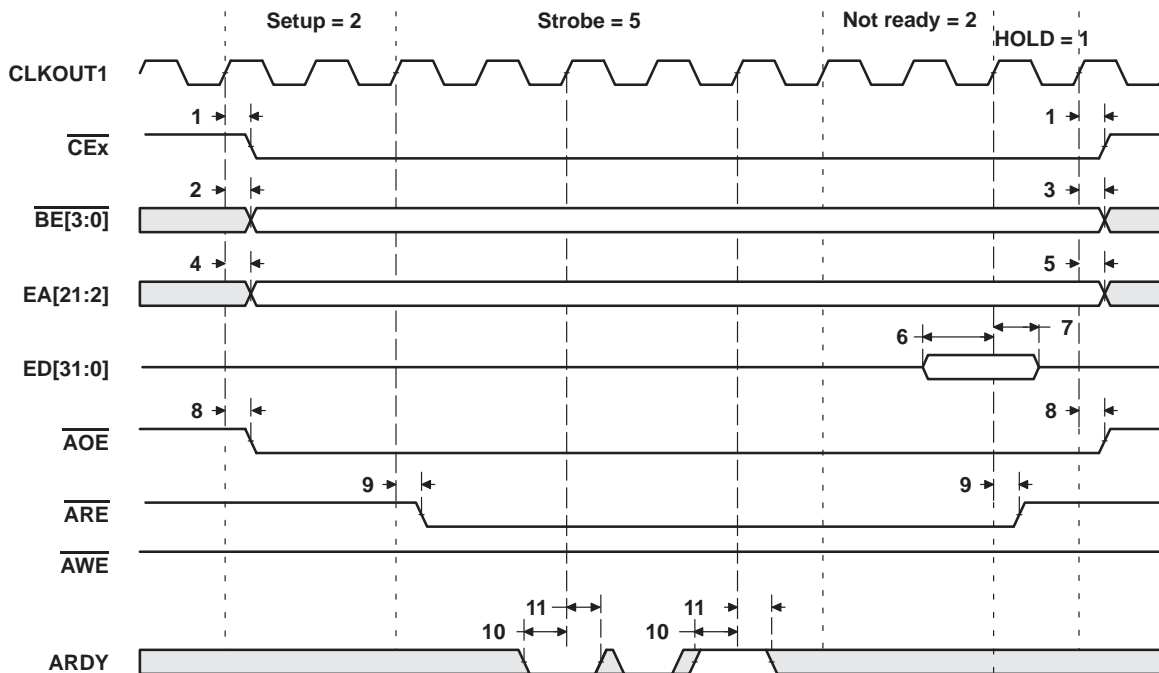 Setup = 2 Strobe = 5 Not ready = 2
HOLD = 1
CLKOUT1
1 1
CEx
2 3
BE[3:0]
4 5
EA[21:2]
6 7
ED[31:0]
8 8
AOE
9 9
ARE
AWE
11 11
10 10
ARDY